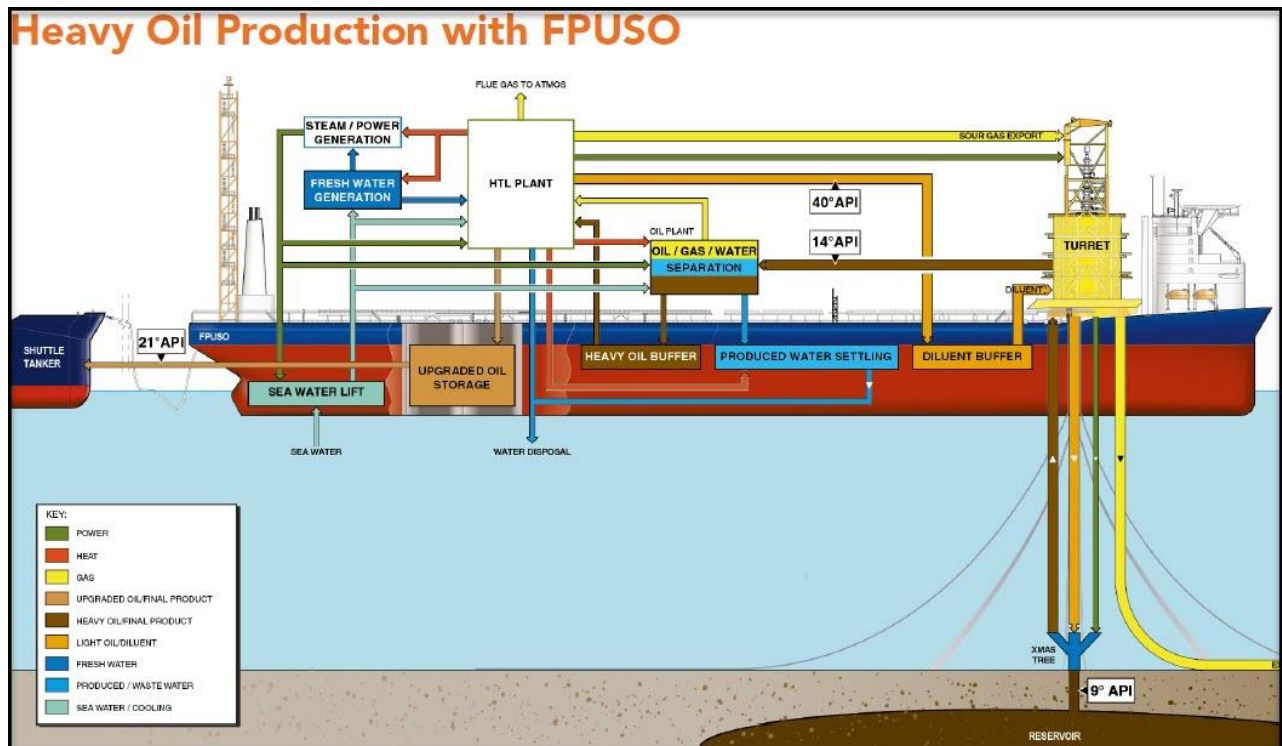 Heavy Oil Production with FPUSO
FLUE GAS TO ATMOS
STEAM / POWER
GENERATION
FRESH WATER
GENERATION
HTL PLANT
SOUR GAS EXPORT
40°API
14°API
OIL PLANT
OIL / GAS / WATER
SEPARATION
TURRET
DILUENT
FPUSO
SHUTTLE
TANKER
21°API
UPGRADED OIL
STORAGE
HEAVY OIL BUFFER
PRODUCED WATER SETTLING
DILUENT BUFFER
SEA WATER LIFT
SEA WATER
WATER DISPOSAL
KEY:
POWER
HEAT
GAS
UPGRADED OIL/FINAL PRODUCT
HEAVY OIL/FINAL PRODUCT
LIGHT OIL/DILUENT
FRESH WATER
PRODUCED / WASTE WATER
SEA WATER / COOLING
XMAS
TREE
9° API
RESERVOIR